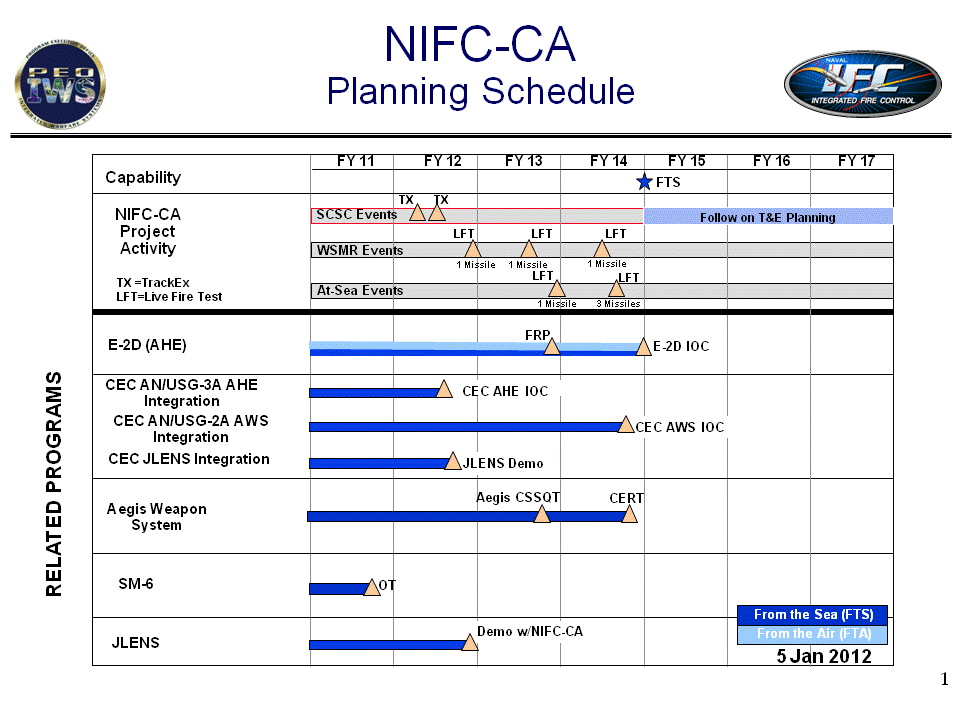 NIFC-CA
Planning Schedule
PEO
IWS
PROGRAM EXECUTIVE OFFICE
INTEGRATED WARFARE SYSTEMS
NAVAL
IFC
INTEGRATED FIRE CONTROL
FY 11 FY 12 FY 13 FY 14 FY 15 FY 16 FY 17
Capability
FTS
NIFC-CA
Project
Activity
TX =TrackEx
LFT=Live Fire Test
TX TX
SCSC Events
Follow on T&E Planning
LFT LFT LFT
WSMR Events
1 Missile 1 Missile 1 Missile
LFT LFT
At-Sea Events
1 Missile 3 Missiles
RELATED PROGRAMS
E-2D (AHE)
FRP
E-2D IOC
CEC AN/USG-3A AHE
Integration
CEC AHE IOC
CEC AN/USG-2A AWS
Integration
CEC AWS IOC
CEC JLENS Integration
JLENS Demo
Aegis Weapon
System
Aegis CSSQT
CERT
SM-6
OT
JLENS
Demo w/NIFC-CA
From the Sea (FTS)
From the Air (FTA)
5 Jan 2012
1